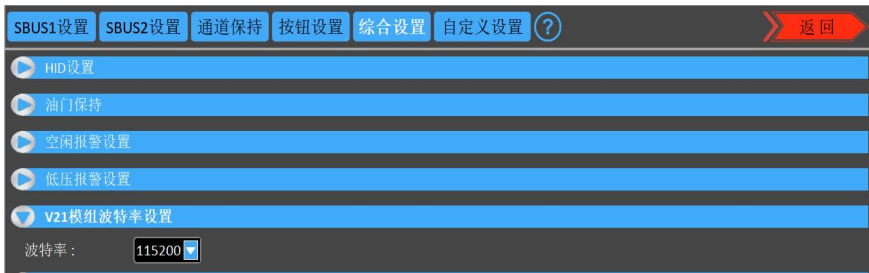 SBUS1设置 SBUS2设置 通道保持 按钮设置 综合设置 自定义设置 ? 返回
HID设置
油门保持
空闲报警设置
低压报警设置
V21模组波特率设置
波特率： 115200